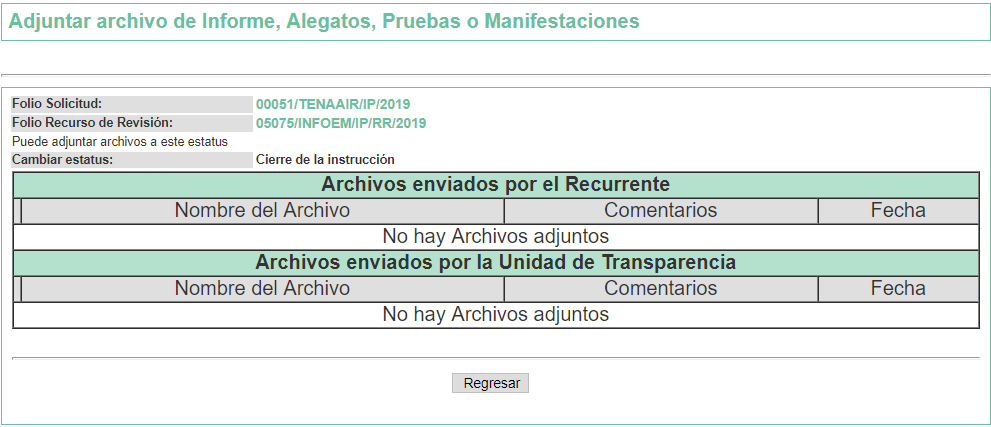 Adjuntar archivo de Informe, Alegatos, Pruebas o Manifestaciones
Folio Solicitud: 00051/TENAAIR/IP/2019
Folio Recurso de Revisión: 05075/INFOEM/IP/RR/2019
Puede adjuntar archivos a este estatus
Cambiar estatus: Cierre de la instrucción
Archivos enviados por el Recurrente
Nombre del Archivo Comentarios Fecha
No hay Archivos adjuntos
Archivos enviados por la Unidad de Transparencia
Nombre del Archivo Comentarios Fecha
No hay Archivos adjuntos
Regresar